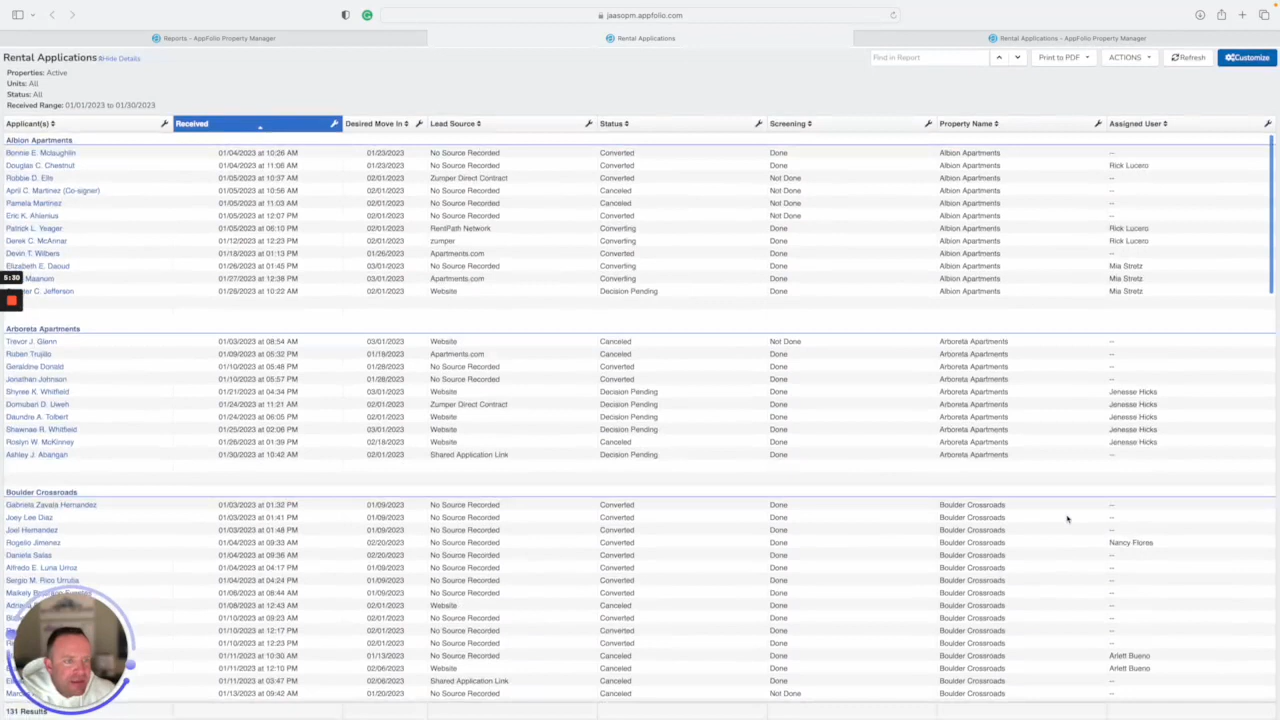 jaasopm.appfolio.com
Reports - AppFolio Property Manager
Rental Applications
Rental Applications - AppFolio Property Manager
Rental Applications Hide Details
Find in Report
Print to PDF
ACTIONS
Refresh
Customize
Properties: Active
Units: All
Status: All
Received Range: 01/01/2023 to 01/30/2023
Applicant(s) Received Desired Move In Lead Source Status Screening Property Name Assigned User
Albion Apartments
Bonnie E. Mclaughlin 01/04/2023 at 10:26 AM 01/23/2023 No Source Recorded Converted Done Albion Apartments --
Douglas C. Chestnut 01/04/2023 at 11:06 AM 01/23/2023 No Source Recorded Converted Done Albion Apartments Rick Lucero
Robbie D. Ells 01/05/2023 at 10:37 AM 02/01/2023 Zumper Direct Contract Converted Not Done Albion Apartments --
April C. Martinez (Co-signer) 01/05/2023 at 10:56 AM 02/01/2023 No Source Recorded Canceled Not Done Albion Apartments --
Pamela Martinez 01/05/2023 at 11:03 AM 02/01/2023 No Source Recorded Canceled Not Done Albion Apartments --
Eric K. Ahlenius 01/05/2023 at 12:07 PM 02/01/2023 No Source Recorded Converted Not Done Albion Apartments --
Patrick L. Yeager 01/05/2023 at 06:10 PM 02/01/2023 RentPath Network Converting Done Albion Apartments Rick Lucero
Derek C. McAnnar 01/12/2023 at 12:23 PM 02/01/2023 zumper Converting Done Albion Apartments Rick Lucero
Devin T. Wilbers 01/18/2023 at 01:13 PM 01/26/2023 Apartments.com Converted Done Albion Apartments --
Elizabeth E. Daoud 01/26/2023 at 01:45 PM 03/01/2023 No Source Recorded Converting Done Albion Apartments Mia Stretz
5:30 Maanum 01/27/2023 at 12:36 PM 03/01/2023 Apartments.com Converting Done Albion Apartments Mia Stretz
C. Jefferson 01/26/2023 at 10:23 AM 02/01/2023 Website Decision Pending Done Albion Apartments Mia Stretz
Arboreta Apartments
Trevor J. Glenn 01/03/2023 at 08:54 AM 03/01/2023 Website Canceled Not Done Arboreta Apartments --
Ruben Trujillo 01/09/2023 at 05:32 PM 01/18/2023 Apartments.com Canceled Done Arboreta Apartments --
Geraldine Donald 01/10/2023 at 05:48 PM 01/28/2023 No Source Recorded Converted Done Arboreta Apartments --
Jonathan Johnson 01/10/2023 at 05:57 PM 01/28/2023 No Source Recorded Converted Done Arboreta Apartments --
Shyree K. Whitfield 01/21/2023 at 04:34 PM 03/01/2023 Website Decision Pending Done Arboreta Apartments Jenesse Hicks
Domubari D. Uweh 01/24/2023 at 11:21 AM 02/01/2023 Zumper Direct Contract Decision Pending Done Arboreta Apartments Jenesse Hicks
Daundre A. Tolbert 01/24/2023 at 06:05 PM 02/01/2023 Website Decision Pending Done Arboreta Apartments Jenesse Hicks
Shawnae R. Whitfield 01/25/2023 at 02:06 PM 03/01/2023 Website Decision Pending Done Arboreta Apartments Jenesse Hicks
Roslyn W. McKinney 01/26/2023 at 01:39 PM 02/18/2023 Website Canceled Done Arboreta Apartments Jenesse Hicks
Ashley J. Abangan 01/30/2023 at 10:42 AM 02/01/2023 Shared Application Link Decision Pending Done Arboreta Apartments --
Boulder Crossroads
Gabriela Zavala Hernandez 01/03/2023 at 01:32 PM 01/09/2023 No Source Recorded Converted Done Boulder Crossroads --
Joey Lee Diaz 01/03/2023 at 01:41 PM 01/09/2023 No Source Recorded Converted Done Boulder Crossroads --
Joel Hernandez 01/03/2023 at 01:48 PM 01/09/2023 No Source Recorded Converted Done Boulder Crossroads --
Rogelio Jimenez 01/04/2023 at 09:33 AM 02/20/2023 No Source Recorded Converted Done Boulder Crossroads Nancy Flores
Daniela Salas 01/04/2023 at 09:36 AM 02/20/2023 No Source Recorded Converted Done Boulder Crossroads --
Alfredo E. Luna Urroz 01/04/2023 at 04:17 PM 01/09/2023 No Source Recorded Converted Done Boulder Crossroads --
Sergio M. Rico Urrutia 01/04/2023 at 04:24 PM 01/09/2023 No Source Recorded Converted Done Boulder Crossroads --
Maikely 01/06/2023 at 08:44 AM 01/09/2023 No Source Recorded Converted Done Boulder Crossroads --
01/08/2023 at 12:43 AM 02/01/2023 Website Canceled Done Boulder Crossroads --
01/10/2023 at 09:23 AM 02/01/2023 No Source Recorded Converted Done Boulder Crossroads --
01/10/2023 at 12:17 PM 02/01/2023 No Source Recorded Converted Done Boulder Crossroads --
01/10/2023 at 12:23 PM 02/01/2023 No Source Recorded Converted Done Boulder Crossroads --
01/11/2023 at 10:30 AM 01/13/2023 No Source Recorded Canceled Done Boulder Crossroads Arlett Bueno
01/11/2023 at 12:10 PM 02/06/2023 Website Canceled Done Boulder Crossroads Arlett Bueno
01/11/2023 at 03:47 PM 02/06/2023 Shared Application Link Canceled Done Boulder Crossroads --
01/13/2023 at 09:42 AM 01/20/2023 No Source Recorded Canceled Not Done Boulder Crossroads --
131 Results